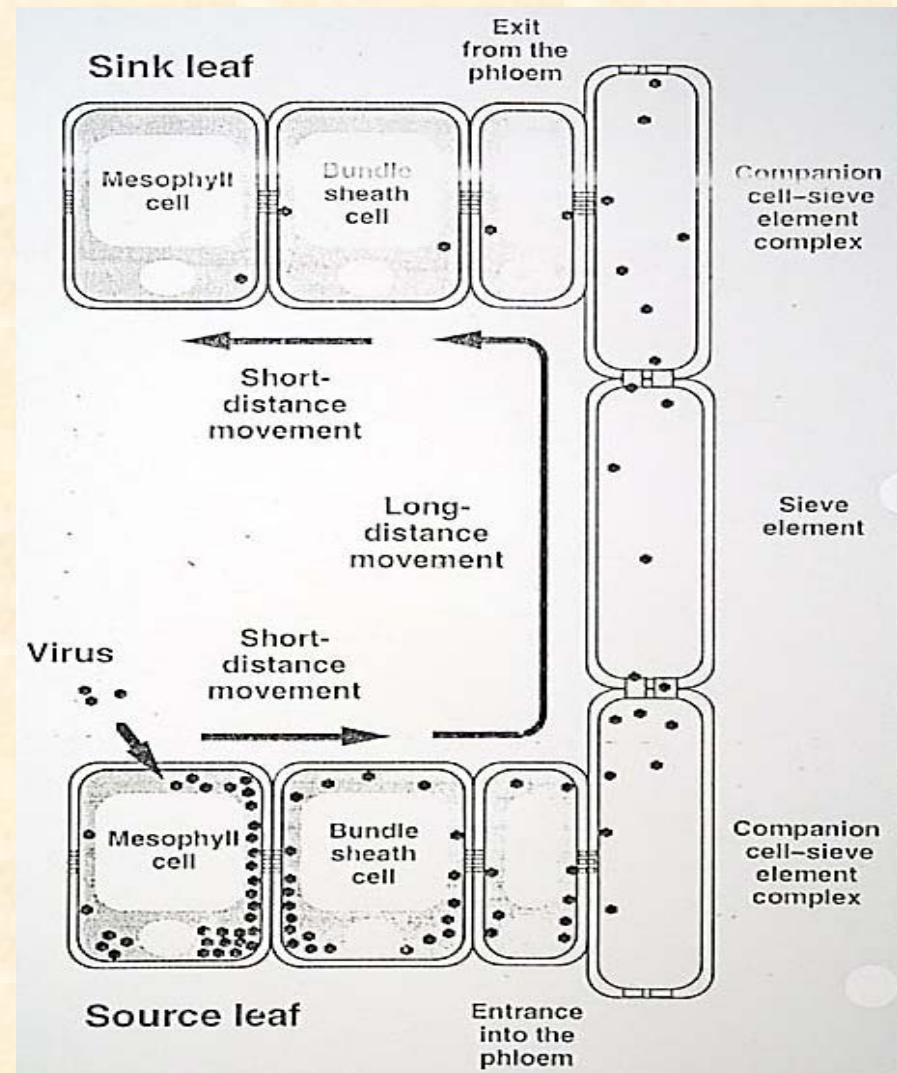 Exit
from the
phloem
Sink leaf
Mesophyll
cell
Bundle
sheath
cell
Companion
cell–sieve
element
complex
Short-
distance
movement
Long-
distance
movement
Sieve
element
Virus
Short-
distance
movement
Mesophyll
cell
Bundle
sheath
cell
Companion
cell–sieve
element
complex
Source leaf
Entrance
into the
phloem